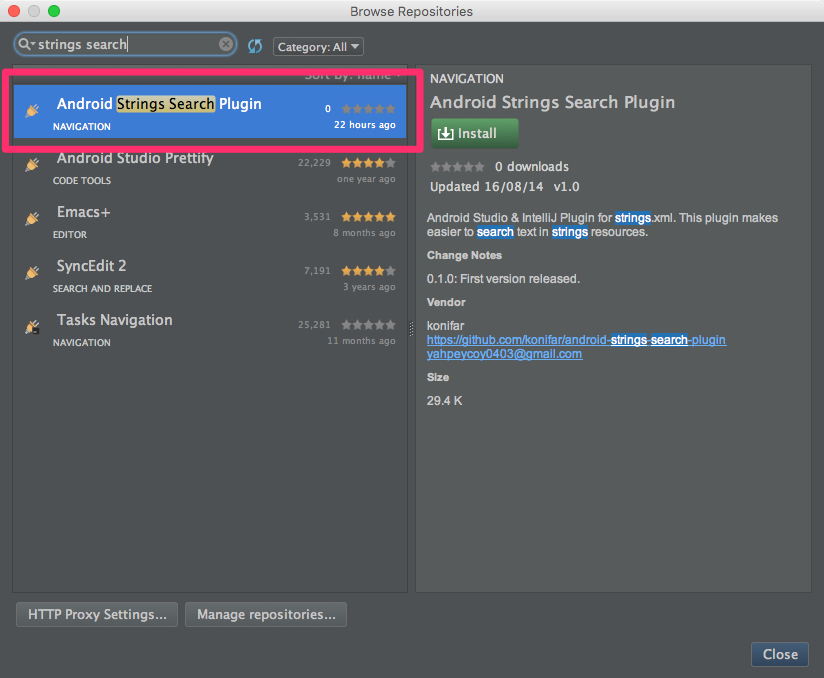 Browse Repositories
strings search
Category: All
Sort by: name
Android Strings Search Plugin
0
NAVIGATION
22 hours ago
Android Studio Prettify
22,229
CODE TOOLS
one year ago
Emacs+
3,531
EDITOR
8 months ago
SyncEdit 2
7,191
SEARCH AND REPLACE
3 years ago
Tasks Navigation
25,281
NAVIGATION
11 months ago
NAVIGATION
Android Strings Search Plugin
Install
0 downloads
Updated 16/08/14 v1.0
Android Studio & IntelliJ Plugin for strings.xml. This plugin makes
easier to search text in strings resources.
Change Notes
0.1.0: First version released.
Vendor
konifar
https://github.com/konifar/android-strings-search-plugin
yahpeycoy0403@gmail.com
Size
29.4 K
HTTP Proxy Settings...
Manage repositories...
Close